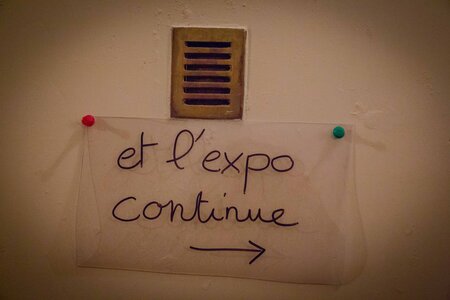 et l'expo
continue
→